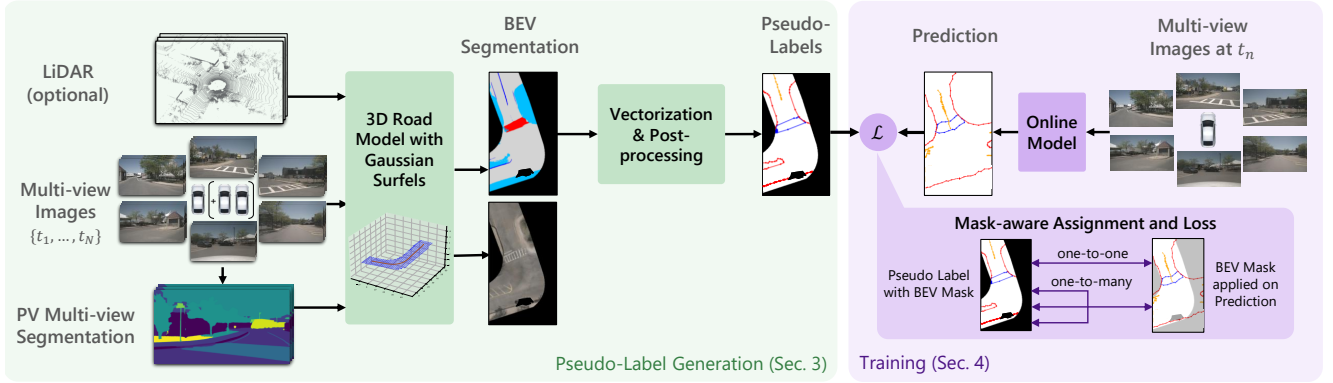 LiDAR
(optional)
Multi-view
Images
{t₁, …, t_N}
PV Multi-view
Segmentation
+
3D Road
Model with
Gaussian
Surfels
BEV
Segmentation
Vectorization
& Post-
processing
Pseudo-
Labels
Pseudo-Label Generation (Sec. 3)
ℒ
Prediction
Online
Model
Multi-view
Images at t_n
Mask-aware Assignment and Loss
Pseudo Label
with BEV Mask
one-to-one
one-to-many
BEV Mask
applied on
Prediction
Training (Sec. 4)